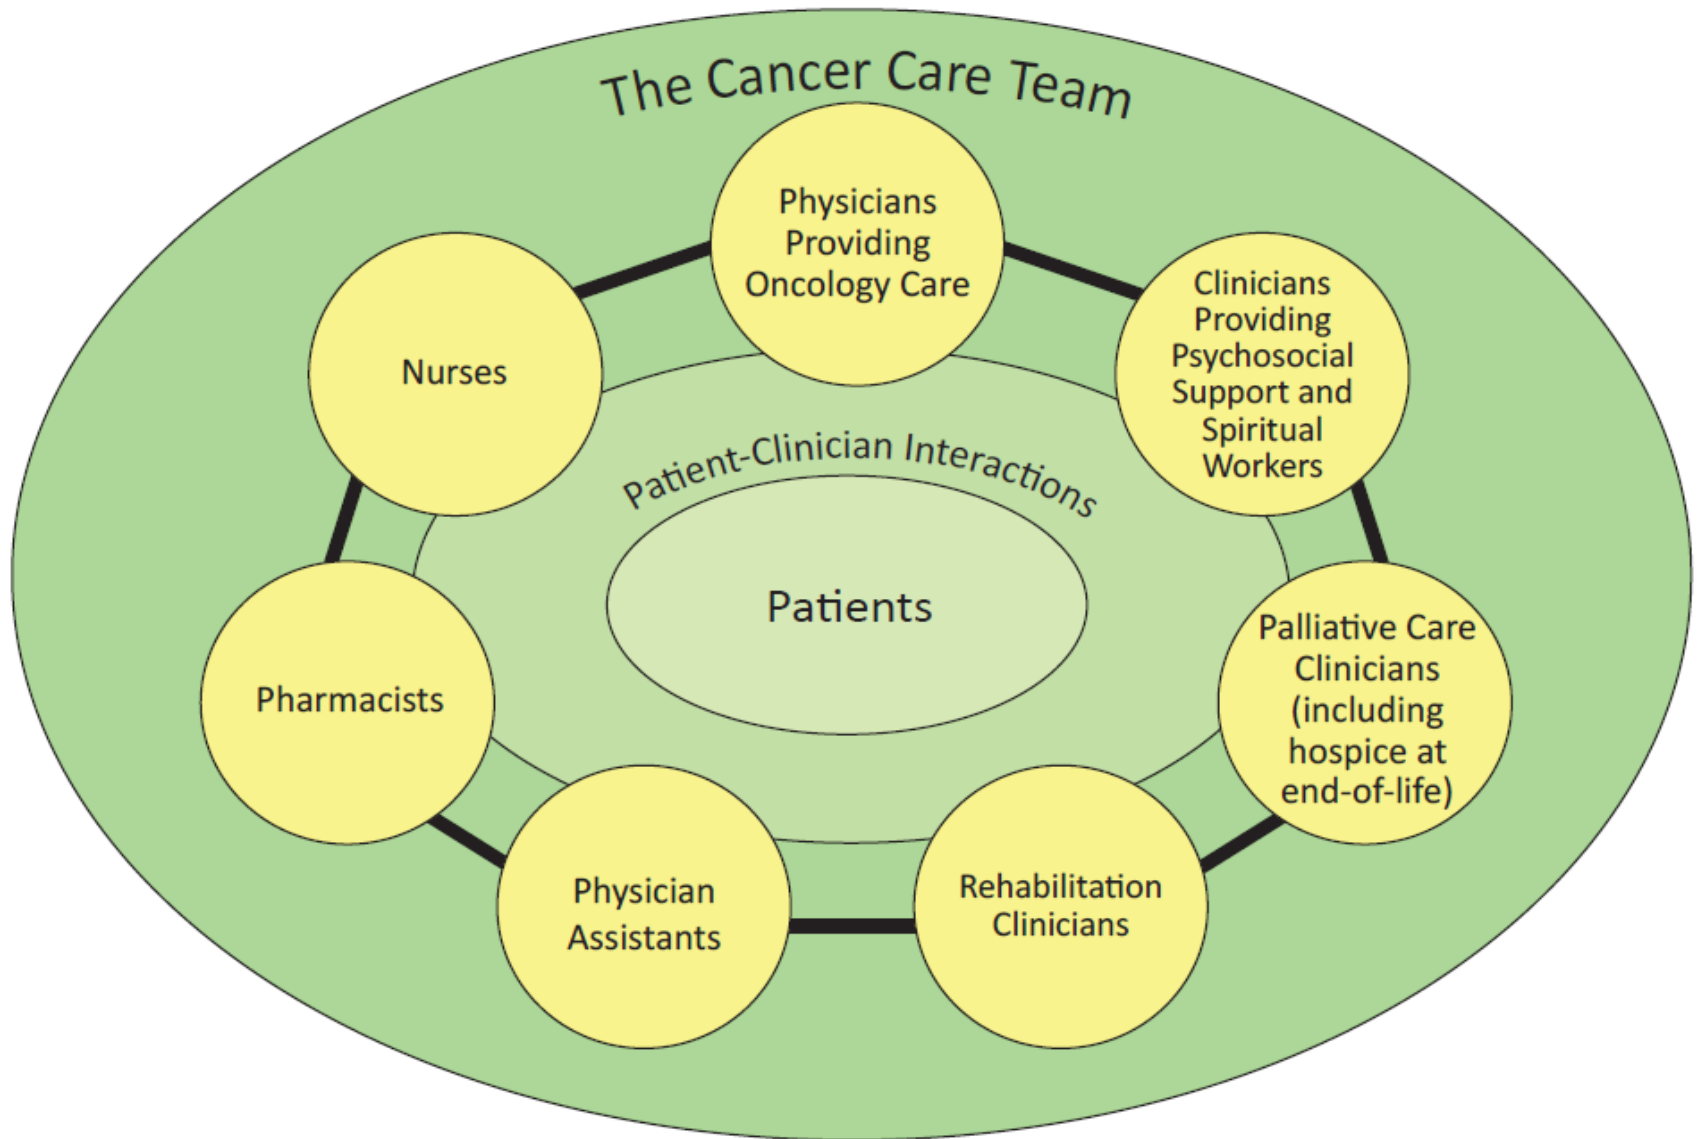 The Cancer Care Team
Physicians
Providing
Oncology Care
Clinicians
Providing
Psychosocial
Support and
Spiritual
Workers
Nurses
Patient-Clinician Interactions
Patients
Palliative Care
Clinicians
(including
hospice at
end-of-life)
Pharmacists
Physician
Assistants
Rehabilitation
Clinicians